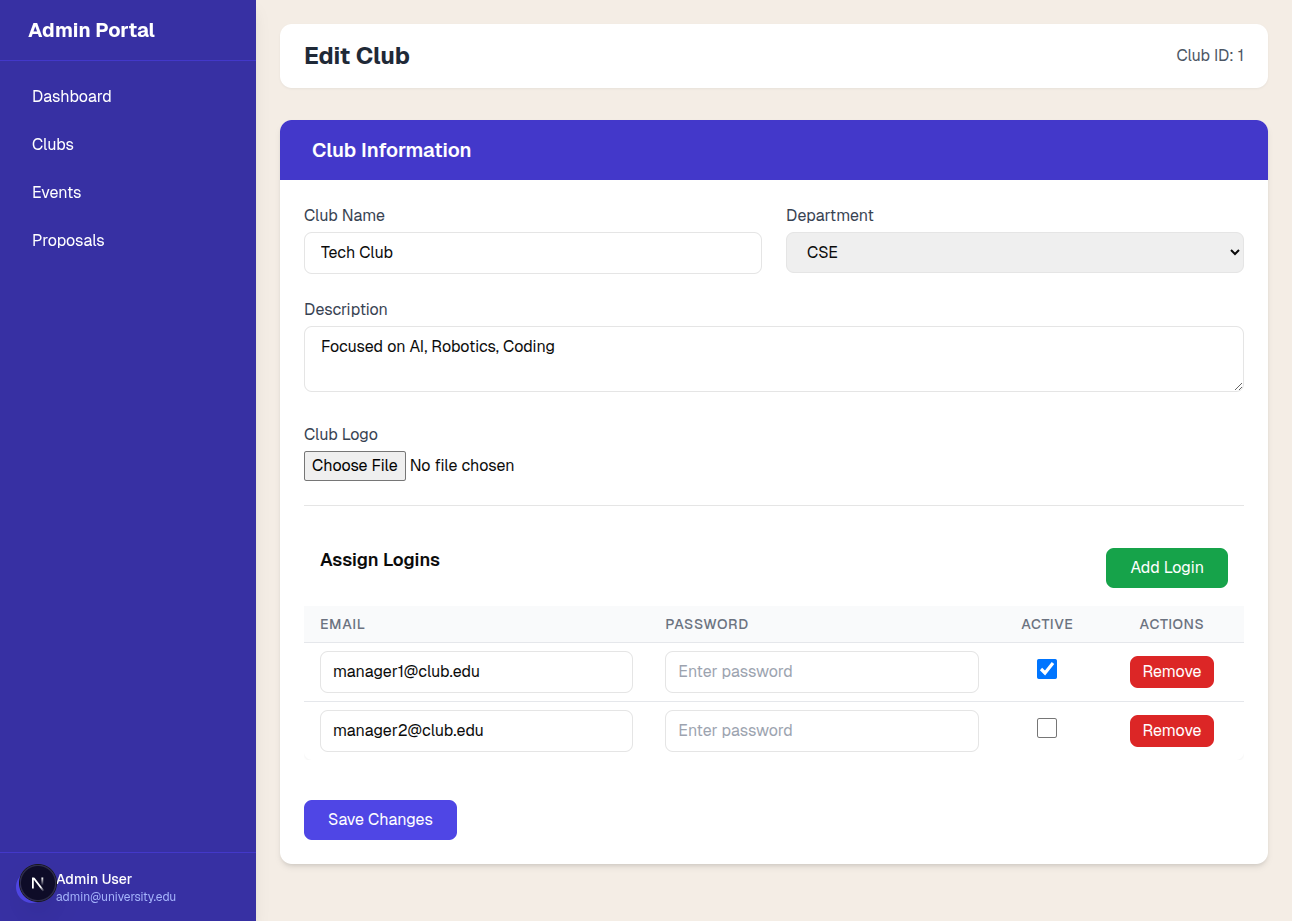 Admin Portal
Dashboard
Clubs
Events
Proposals
N
Admin User
admin@university.edu
Edit Club
Club ID: 1
Club Information
Club Name
Department
Tech Club
CSE
Description
Focused on AI, Robotics, Coding
Club Logo
Choose File No file chosen
Assign Logins
Add Login
EMAIL PASSWORD ACTIVE ACTIONS
manager1@club.edu Enter password Remove
manager2@club.edu Enter password Remove
Save Changes